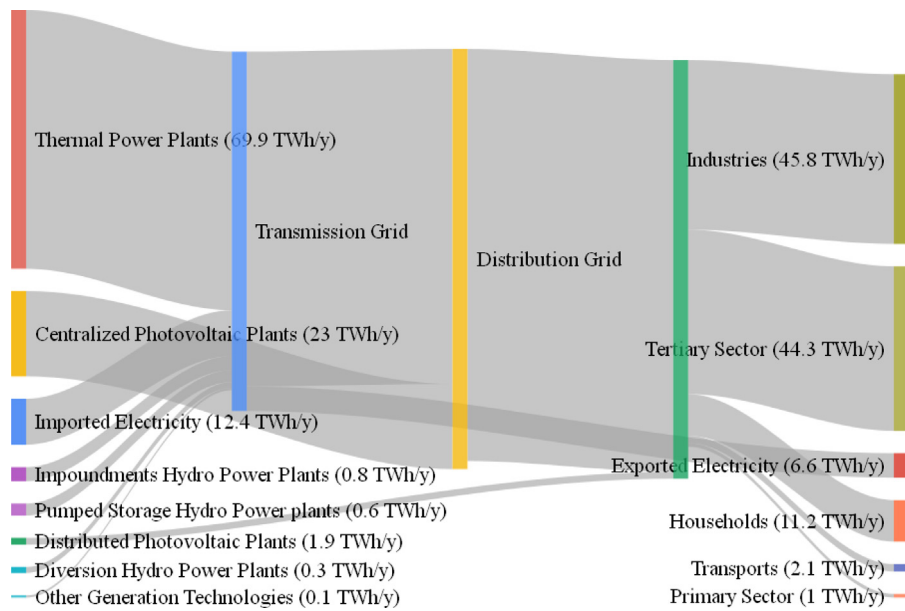 Thermal Power Plants (69.9 TWh/y)
Industries (45.8 TWh/y)
Transmission Grid
Distribution Grid
Centralized Photovoltaic Plants (23 TWh/y)
Tertiary Sector (44.3 TWh/y)
Imported Electricity (12.4 TWh/y)
Impoundments Hydro Power Plants (0.8 TWh/y)
Exported Electricity (6.6 TWh/y)
Pumped Storage Hydro Power plants (0.6 TWh/y)
Households (11.2 TWh/y)
Distributed Photovoltaic Plants (1.9 TWh/y)
Diversion Hydro Power Plants (0.3 TWh/y)
Transports (2.1 TWh/y)
Other Generation Technologies (0.1 TWh/y)
Primary Sector (1 TWh/y)